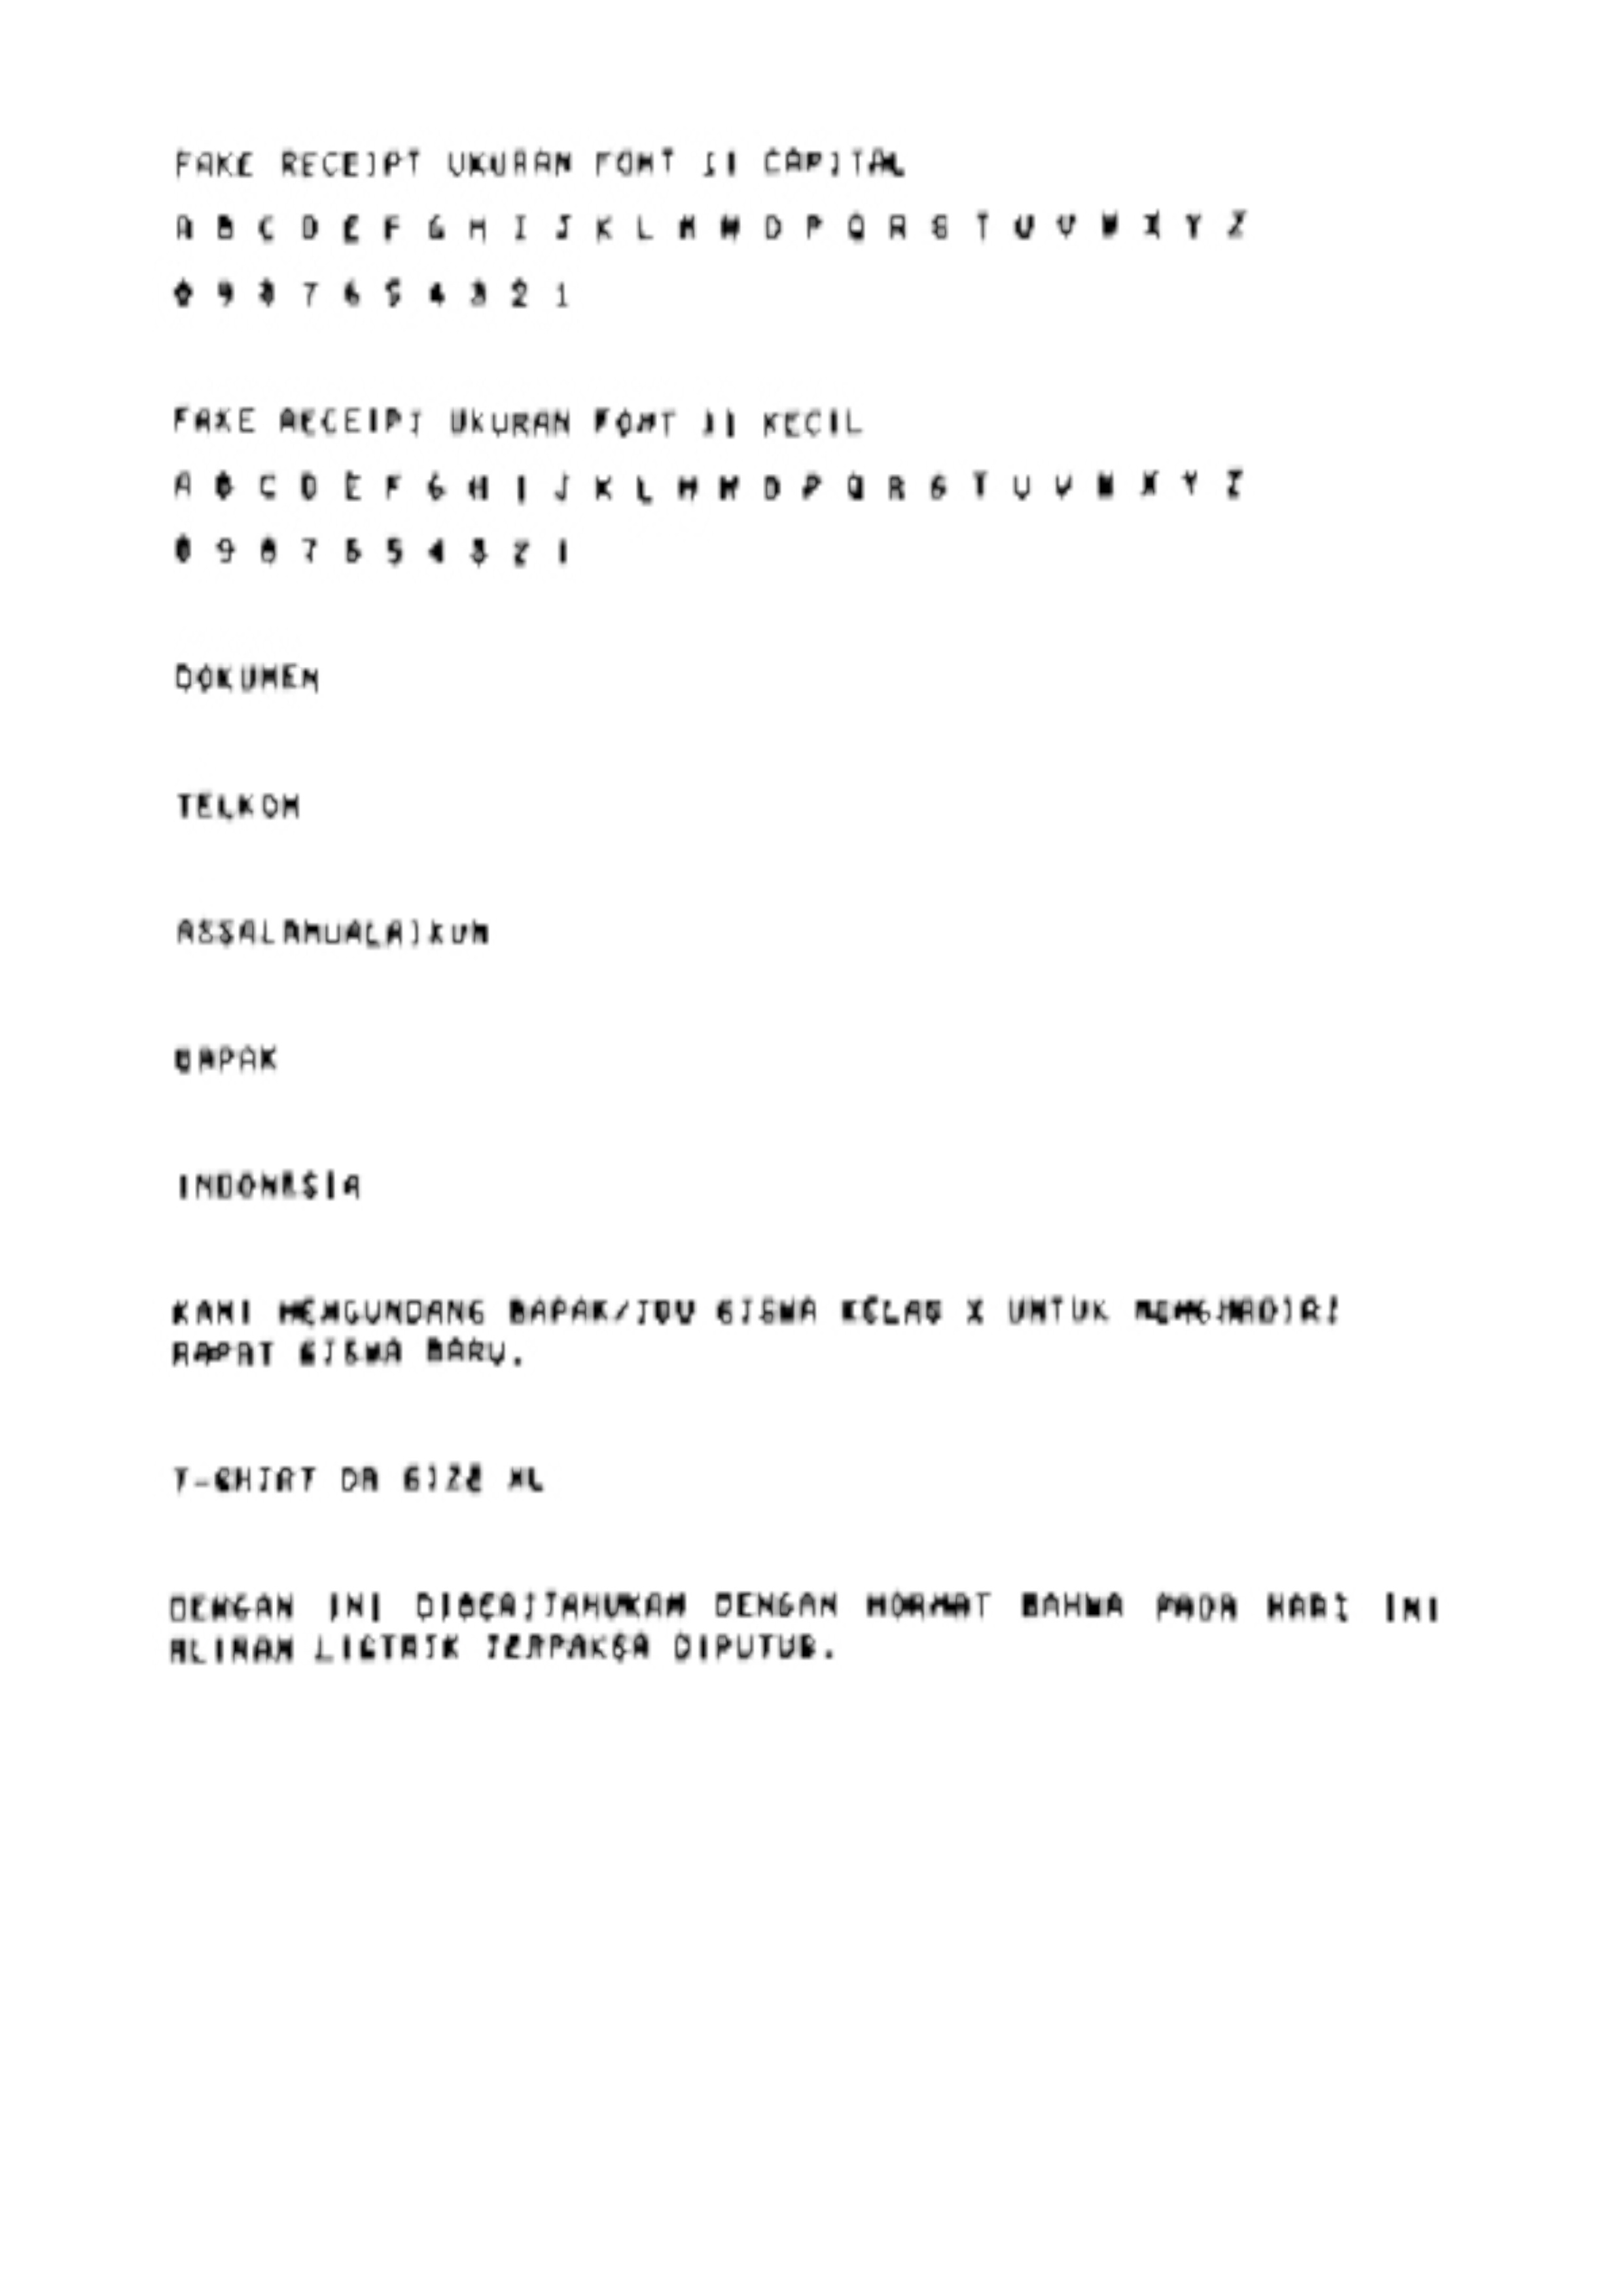 FAKE RECEIPT UKURAN FONT 11 CAPITAL
A B C D E F G H I J K L M N O P Q R S T U V W X Y Z
0 9 8 7 6 5 4 3 2 1
FAKE RECEIPT UKURAN FONT 11 KECIL
A B C D E F G H I J K L M N O P Q R S T U V W X Y Z
0 9 8 7 6 5 4 3 2 1
DOKUMEN
TELKOM
ASSALAMUALAIKUM
BAPAK
INDONESIA
KAMI MENGUNDANG BAPAK/IBU SISWA KELAS X UNTUK MENGHADIRI
RAPAT SISWA BARU.
T-SHIRT DA SIZE XL
DENGAN INI DIBERITAHUKAN DENGAN HORMAT BAHWA PADA HARI INI
ALIRAN LISTRIK TERPAKSA DIPUTUS.